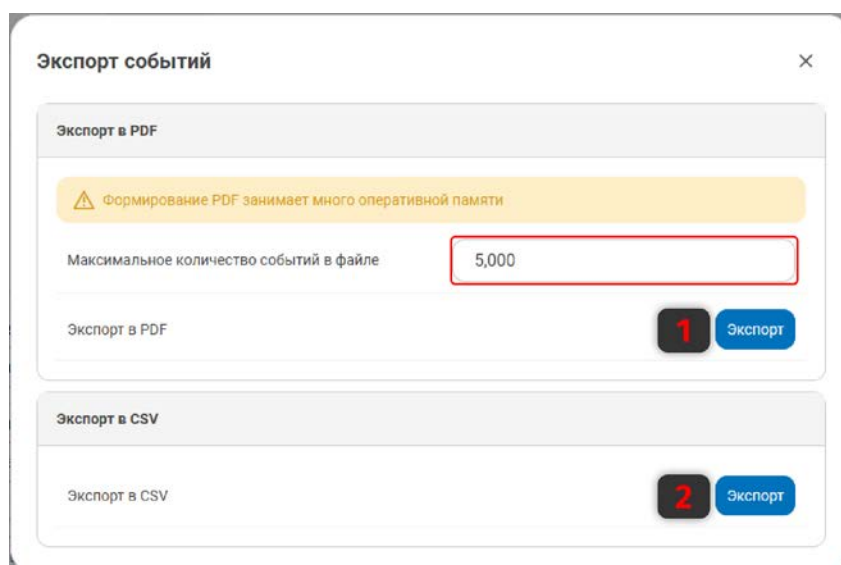 Экспорт событий
Экспорт в PDF
Формирование PDF занимает много оперативной памяти
Максимальное количество событий в файле 5,000
Экспорт в PDF 1 Экспорт
Экспорт в CSV
Экспорт в CSV 2 Экспорт